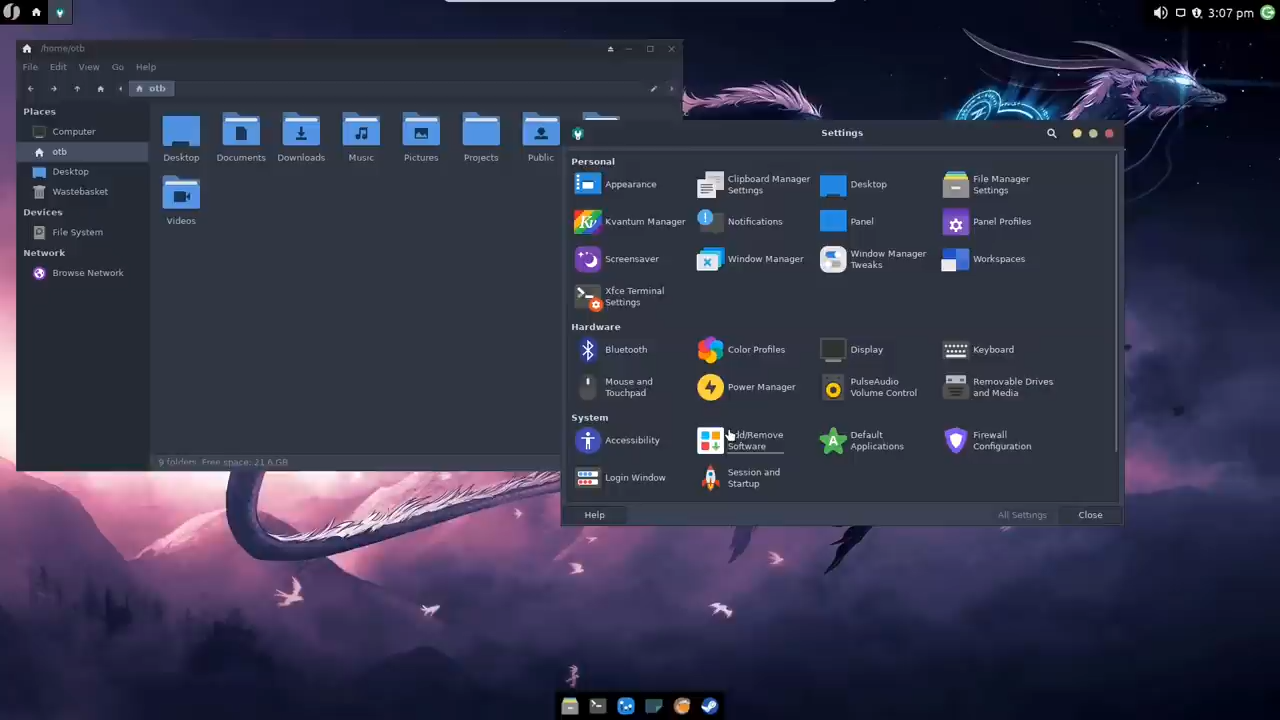 3:07 pm
/home/otb
File Edit View Go Help
otb
Places
Computer
otb
Desktop
Wastebasket
Devices
File System
Network
Browse Network
Desktop Documents Downloads Music Pictures Projects Public
Videos
9 folders, Free space: 21.6 GB
Settings
Personal
Appearance
Clipboard Manager
Settings
Desktop
File Manager
Settings
Kvantum Manager
Notifications
Panel
Panel Profiles
Screensaver
Window Manager
Window Manager
Tweaks
Workspaces
Xfce Terminal
Settings
Hardware
Bluetooth
Color Profiles
Display
Keyboard
Mouse and
Touchpad
Power Manager
PulseAudio
Volume Control
Removable Drives
and Media
System
Accessibility
Add/Remove
Software
Default
Applications
Firewall
Configuration
Login Window
Session and
Startup
Help
All Settings
Close